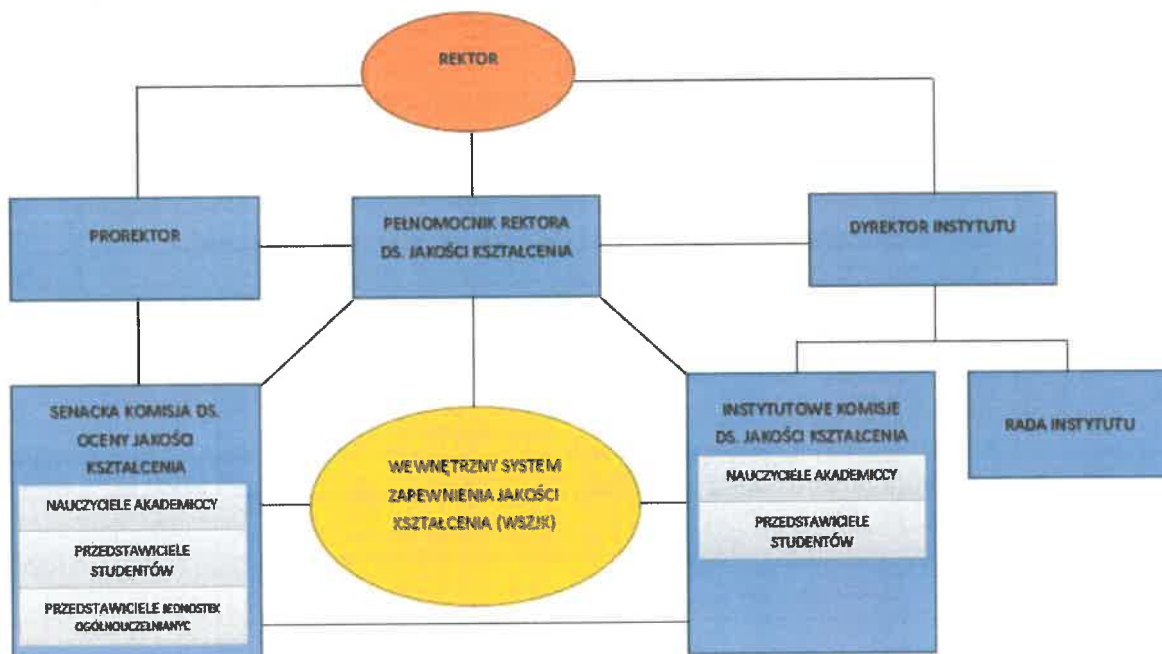 REKTOR
PROREKTOR
PEŁNOMOCNIK REKTORA
DS. JAKOŚCI KSZTAŁCENIA
DYREKTOR INSTYTUTU
SENACKA KOMISJA DS.
OCENY JAKOŚCI
KSZTAŁCENIA
NAUCZYCIELE AKADEMICCY
PRZEDSTAWICIELE
STUDENTÓW
PRZEDSTAWICIELE JEDNOSTEK
OGÓLNOUCZELNIANYC
WEWNĘTRZNY SYSTEM
ZAPEWNIENIA JAKOŚCI
KSZTAŁCENIA (WSZJK)
INSTYTUTOWE KOMISJE
DS. JAKOŚCI KSZTAŁCENIA
NAUCZYCIELE AKADEMICCY
PRZEDSTAWICIELE
STUDENTÓW
RADA INSTYTUTU